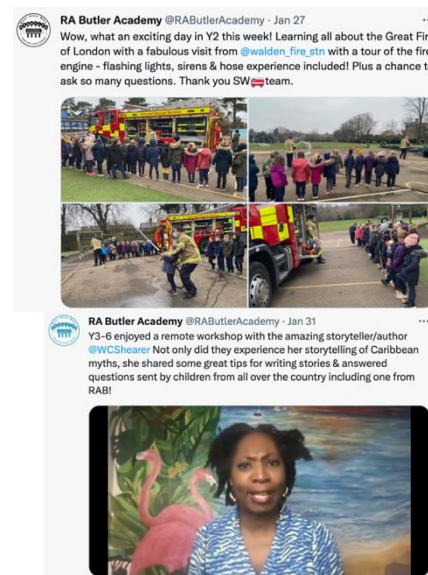 RA Butler Academy @RAButlerAcademy · Jan 27
Wow, what an exciting day in Y2 this week! Learning all about the Great
of London with a fabulous visit from @walden_fire_stn with a tour of the
engine - flashing lights, sirens & hose experience included! Plus a chance
ask so many questions. Thank you SW🚒team.
RA Butler Academy @RAButlerAcademy · Jan 31
Y3-6 enjoyed a remote workshop with the amazing storyteller/author
@WCShearer Not only did they experience her storytelling of Caribbean
myths, she shared some great tips for writing stories & answered
questions sent by children from all over the country including one from
RAB!